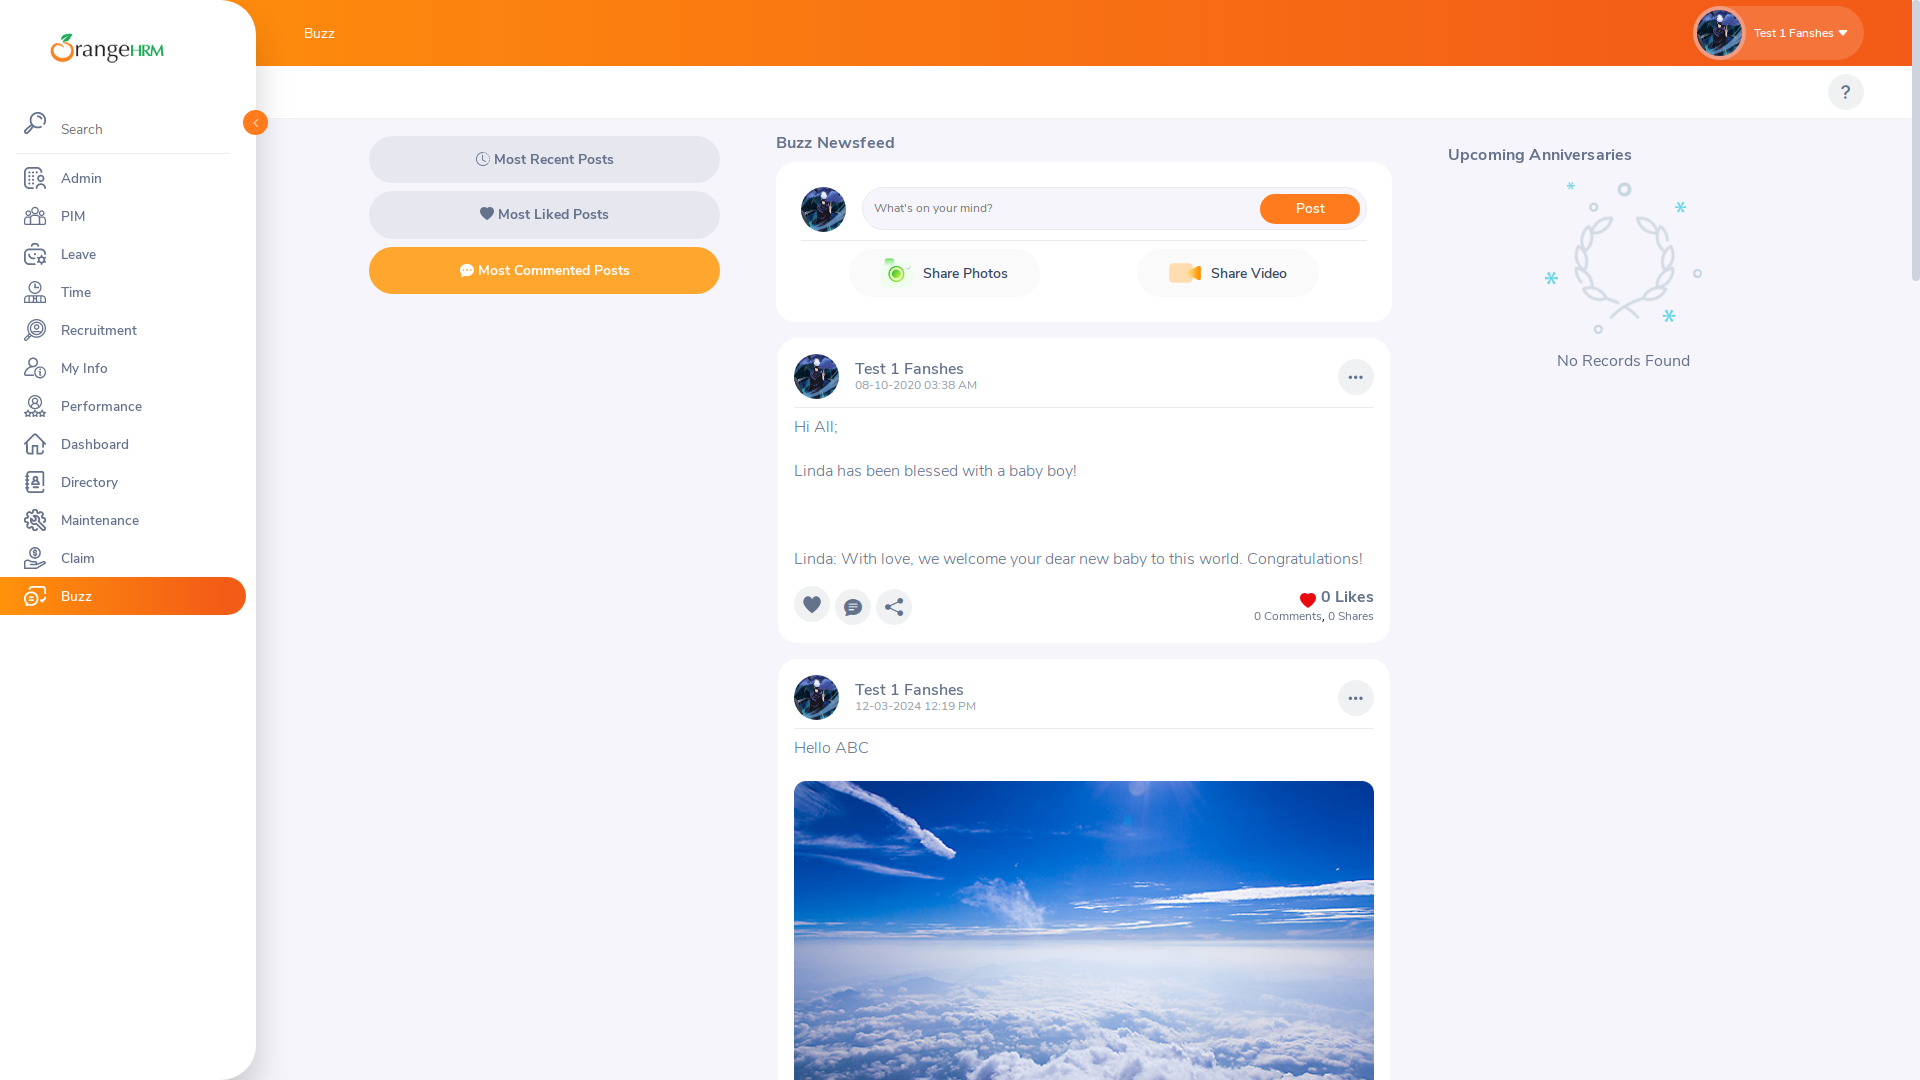 OrangeHRM
Search
Admin
PIM
Leave
Time
Recruitment
My Info
Performance
Dashboard
Directory
Maintenance
Claim
Buzz
Buzz
Test 1 Fanshes
?
Most Recent Posts
Most Liked Posts
Most Commented Posts
Buzz Newsfeed
What's on your mind?
Post
Share Photos
Share Video
Test 1 Fanshes
08-10-2020 03:38 AM
Hi All;
Linda has been blessed with a baby boy!
Linda: With love, we welcome your dear new baby to this world. Congratulations!
0 Likes
0 Comments, 0 Shares
Test 1 Fanshes
12-03-2024 12:19 PM
Hello ABC
Upcoming Anniversaries
No Records Found